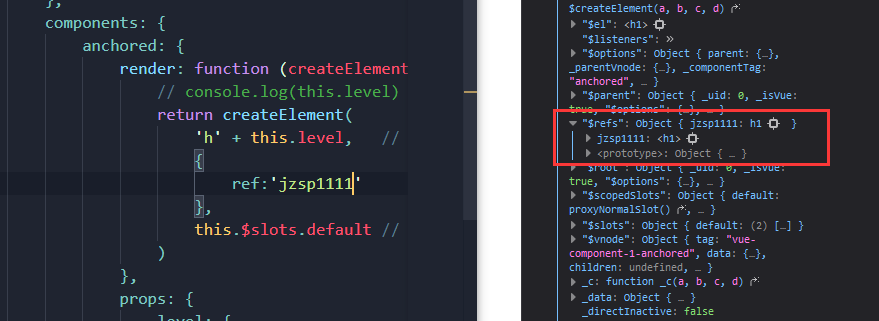 },
components: {
anchored: {
render: function (createElement
// console.log(this.level)
return createElement(
'h' + this.level, //
{
ref:'jzsp1111'
},
this.$slots.default //
)
},
props: {
level: {
$createElement(a, b, c, d)
"$el": <h1>
"$listeners": »
"$options": Object { parent: {…},
_parentVnode: {…}, _componentTag:
"anchored", … }
"$parent": Object { _uid: 0, _isVue:
true, "$options": {…}, … }
"$refs": Object { jzsp1111: h1 }
jzsp1111: <h1>
<prototype>: Object { … }
"$root": Object { _uid: 0, _isVue:
true, "$options": {…}, … }
"$scopedSlots": Object { default:
proxyNormalSlot() , … }
"$slots": Object { default: (2) […] }
"$vnode": Object { tag: "vue-
component-1-anchored", data: {…},
children: undefined, … }
_c: function _c(a, b, c, d)
_data: Object { … }
_directInactive: false